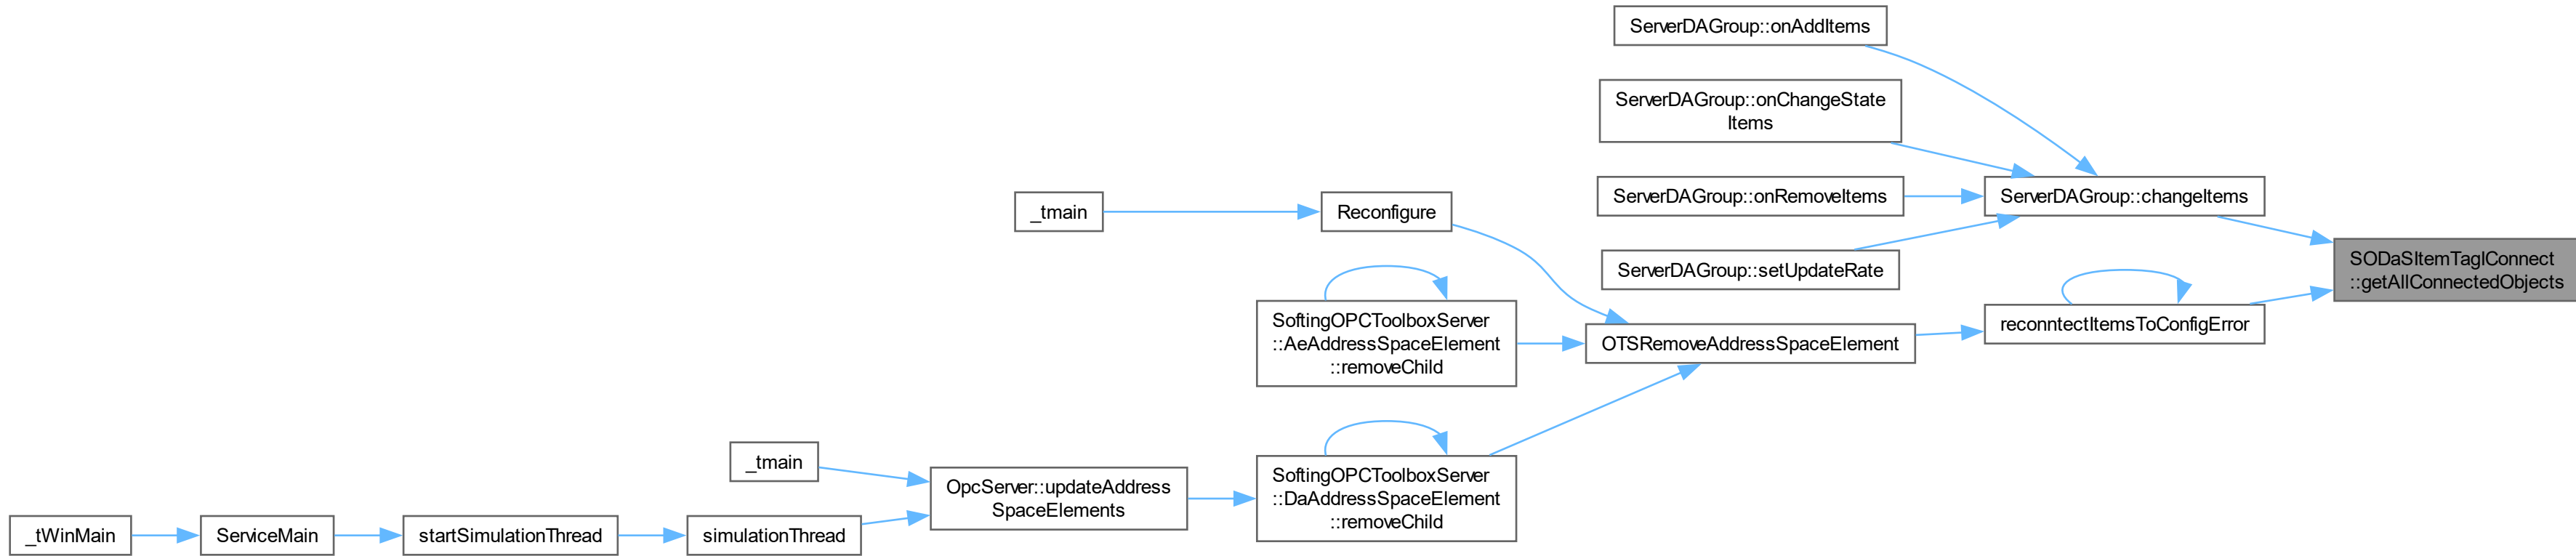 ServerDAGroup::onAddItems
ServerDAGroup::onChangeState
Items
ServerDAGroup::onRemoveItems
ServerDAGroup::changeItems
_tmain
Reconfigure
SODaSItemTagIConnect
::getAllConnectedObjects
ServerDAGroup::setUpdateRate
SoftingOPCToolboxServer
::AeAddressSpaceElement
::removeChild
OTSRemoveAddressSpaceElement
reconntectItemsToConfigError
_tmain
OpcServer::updateAddress
SpaceElements
SoftingOPCToolboxServer
::DaAddressSpaceElement
::removeChild
_tWinMain
ServiceMain
startSimulationThread
simulationThread